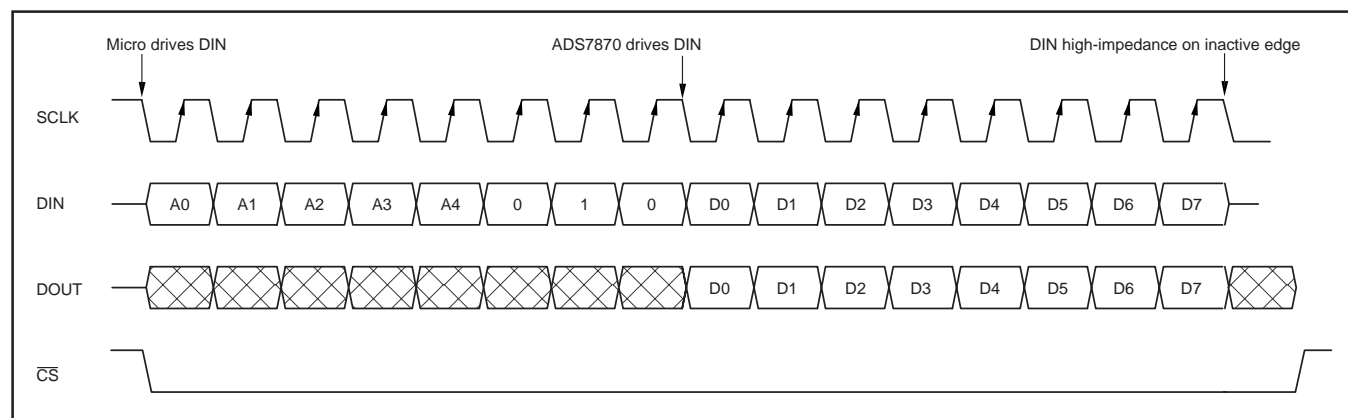 Micro drives DIN ADS7870 drives DIN DIN high-impedance on inactive edge
SCLK
DIN A0 A1 A2 A3 A4 0 1 0 D0 D1 D2 D3 D4 D5 D6 D7
DOUT D0 D1 D2 D3 D4 D5 D6 D7
CS